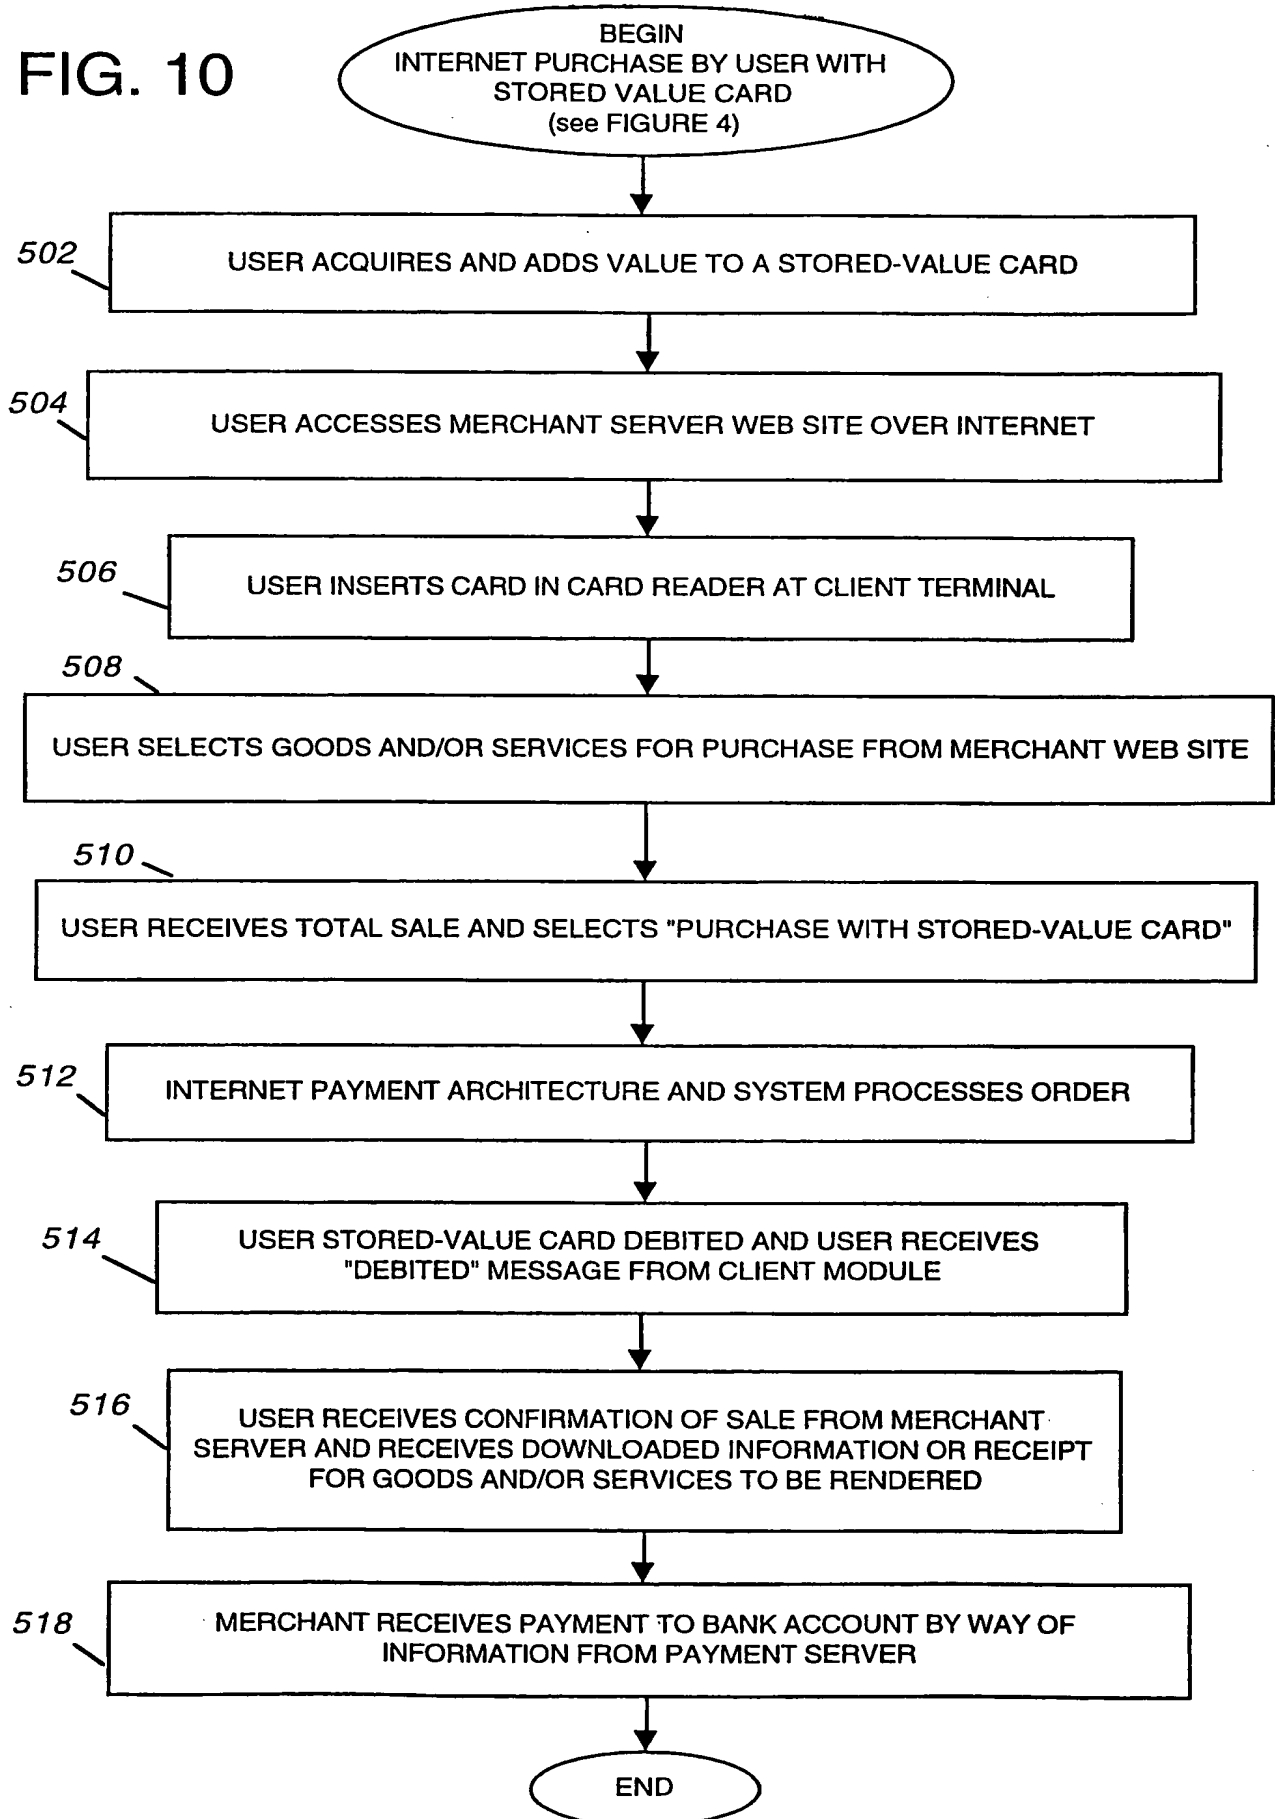 FIG. 10
BEGIN
INTERNET PURCHASE BY USER WITH
STORED VALUE CARD
(see FIGURE 4)
502
USER ACQUIRES AND ADDS VALUE TO A STORED-VALUE CARD
504
USER ACCESSES MERCHANT SERVER WEB SITE OVER INTERNET
506
USER INSERTS CARD IN CARD READER AT CLIENT TERMINAL
508
USER SELECTS GOODS AND/OR SERVICES FOR PURCHASE FROM MERCHANT WEB SITE
510
USER RECEIVES TOTAL SALE AND SELECTS "PURCHASE WITH STORED-VALUE CARD"
512
INTERNET PAYMENT ARCHITECTURE AND SYSTEM PROCESSES ORDER
514
USER STORED-VALUE CARD DEBITED AND USER RECEIVES
"DEBITED" MESSAGE FROM CLIENT MODULE
516
USER RECEIVES CONFIRMATION OF SALE FROM MERCHANT
SERVER AND RECEIVES DOWNLOADED INFORMATION OR RECEIPT
FOR GOODS AND/OR SERVICES TO BE RENDERED
518
MERCHANT RECEIVES PAYMENT TO BANK ACCOUNT BY WAY OF
INFORMATION FROM PAYMENT SERVER
END